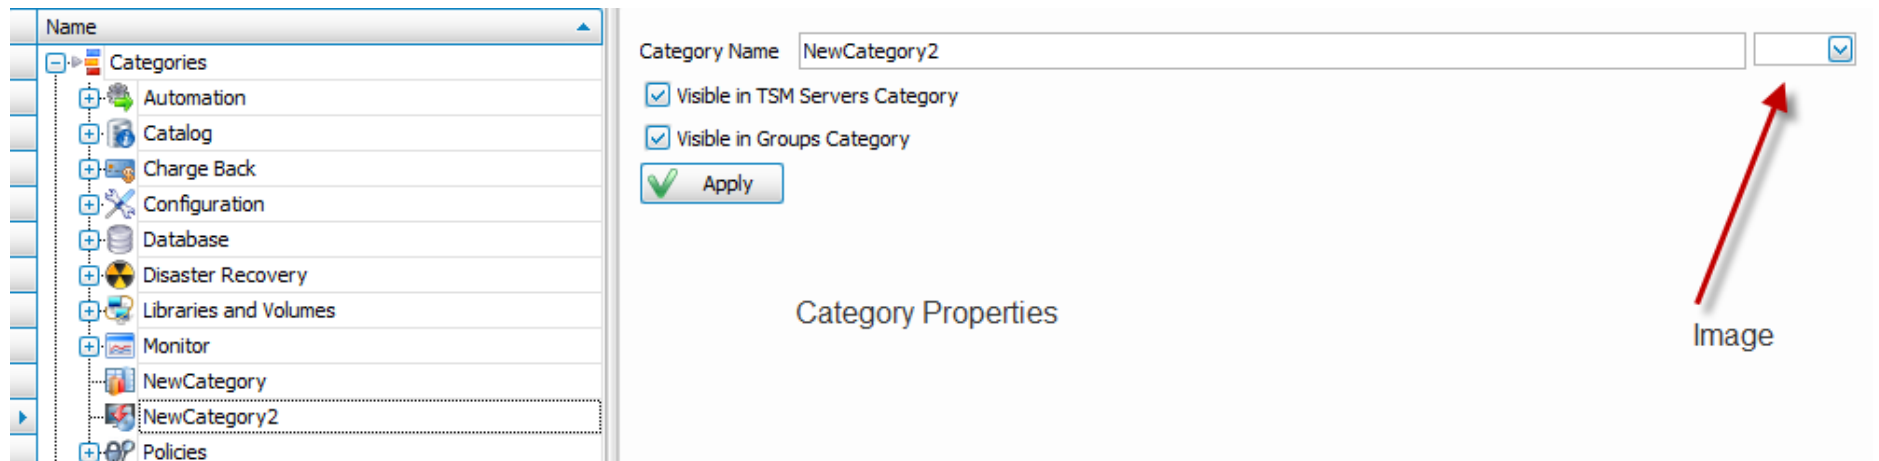 Name
Categories
Automation
Catalog
Charge Back
Configuration
Database
Disaster Recovery
Libraries and Volumes
Monitor
NewCategory
NewCategory2
Policies
Category Name NewCategory2
Visible in TSM Servers Category
Visible in Groups Category
Apply
Category Properties
Image